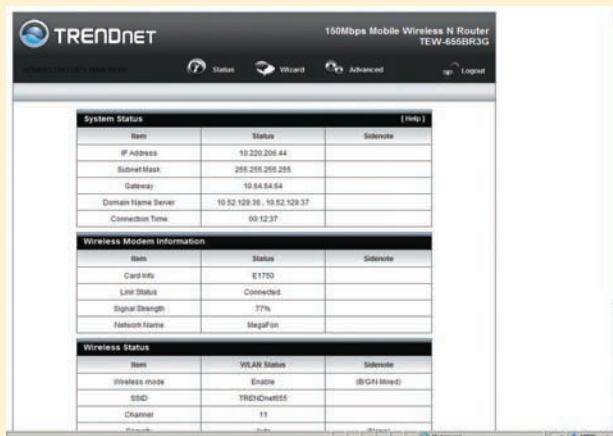 TRENDNET
150Mbps Mobile Wireless N Router
TEW-655BR3G
Status Wizard Advanced Logout
System Status [ Help ]
Item Status Sidenote
IP Address 10.220.206.44
Subnet Mask 255.255.255.255
Gateway 10.64.64.64
Domain Name Server 10.52.129.36 , 10.52.129.37
Connection Time 00:12:37
Wireless Modem Information
Item Status Sidenote
Card Info E1750
Link Status Connected.
Signal Strength 77%
Network Name MegaFon
Wireless Status
Item WLAN Status Sidenote
Wireless mode Enable (B/G/N Mixed)
SSID TRENDnet655
Channel 11